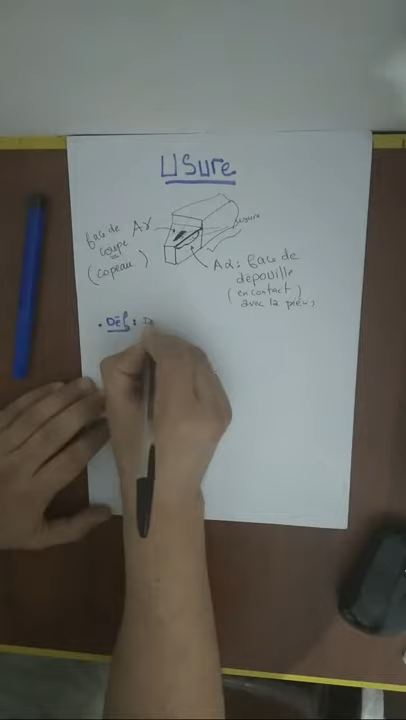 Usure
face de
coupe Aγ
(copeau)
usure
Aα: face de
dépouille
(en contact)
avec la pièce
• Déf: